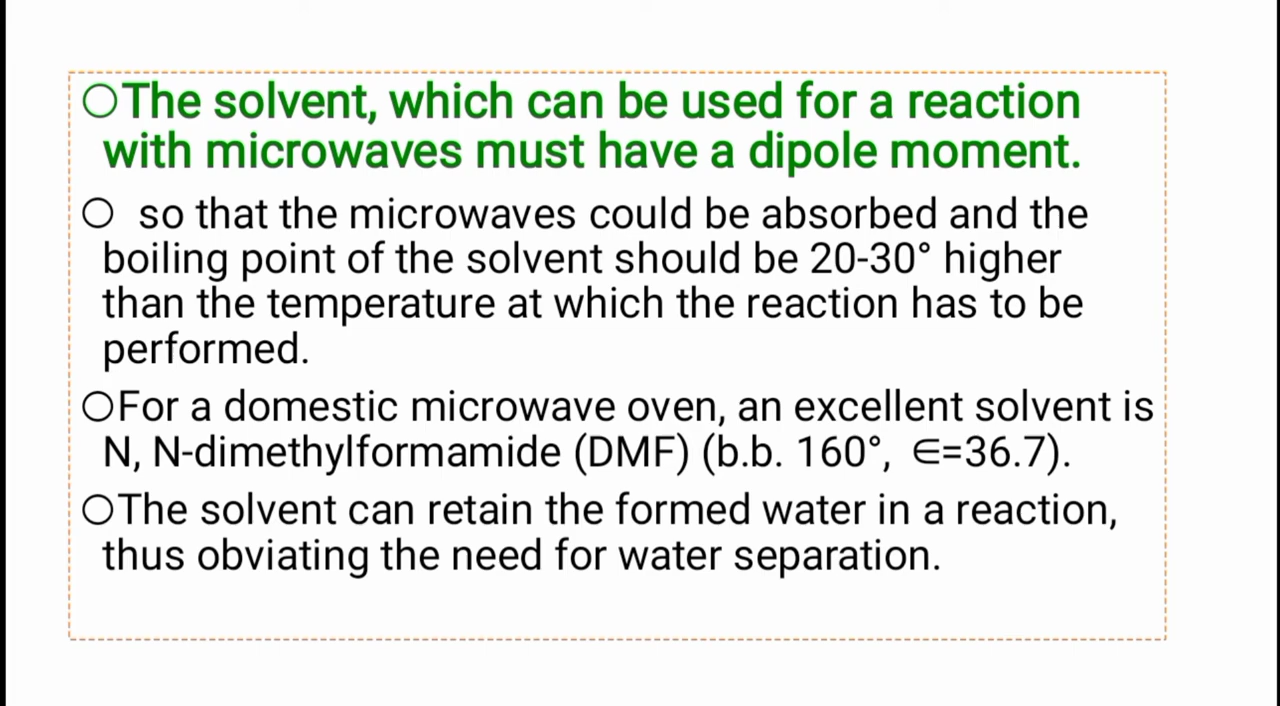 ○The solvent, which can be used for a reaction
with microwaves must have a dipole moment.
○ so that the microwaves could be absorbed and the
boiling point of the solvent should be 20-30° higher
than the temperature at which the reaction has to be
performed.
○For a domestic microwave oven, an excellent solvent is
N, N-dimethylformamide (DMF) (b.b. 160°, ∈=36.7).
○The solvent can retain the formed water in a reaction,
thus obviating the need for water separation.